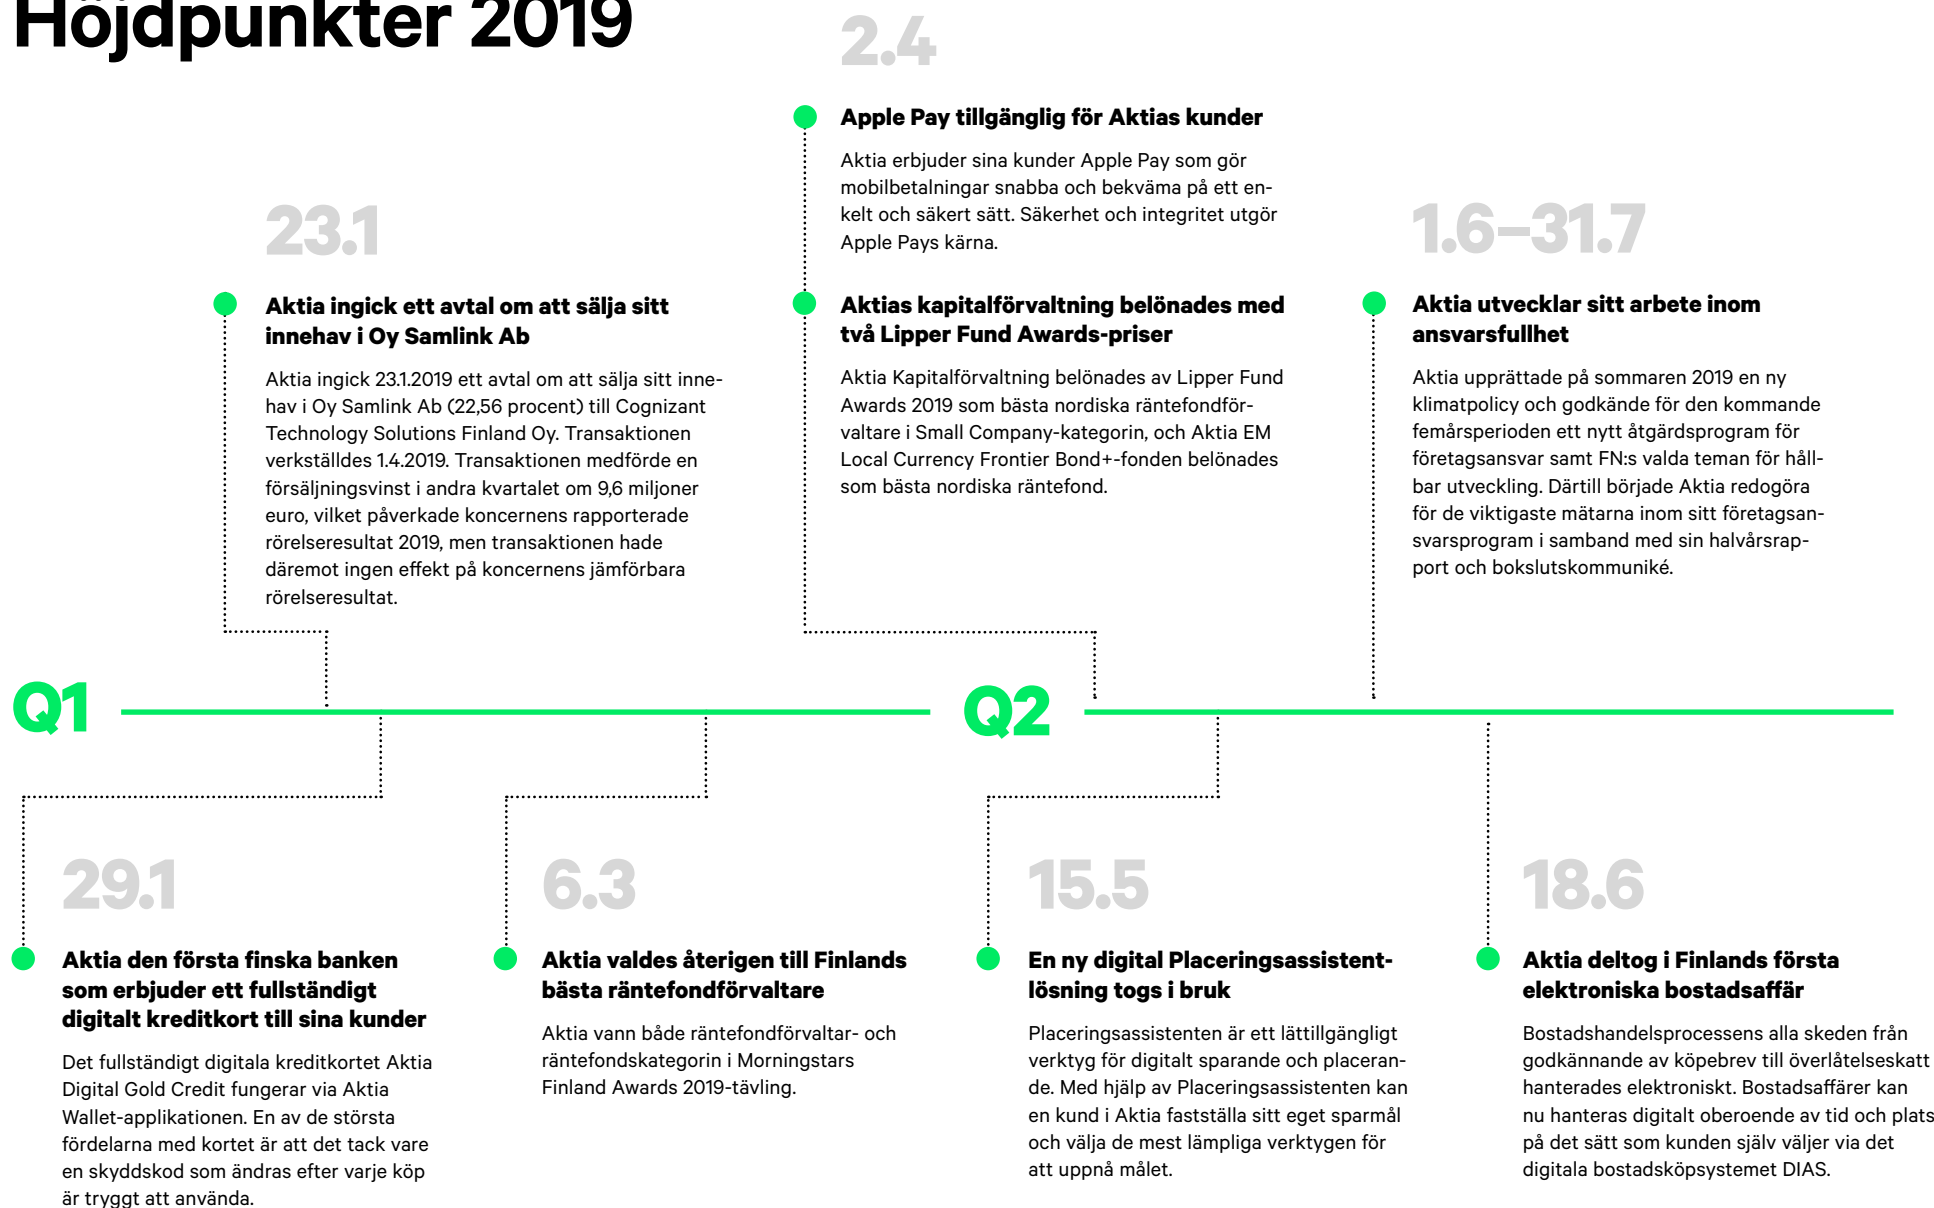 Höjdpunkter 2019
23.1
Aktia ingick ett avtal om att sälja sitt
innehav i Oy Samlink Ab
Aktia ingick 23.1.2019 ett avtal om att sälja sitt inne-
hav i Oy Samlink Ab (22,56 procent) till Cognizant
Technology Solutions Finland Oy. Transaktionen
verkställdes 1.4.2019. Transaktionen medförde en
försäljningsvinst i andra kvartalet om 9,6 miljoner
euro, vilket påverkade koncernens rapporterade
rörelseresultat 2019, men transaktionen hade
däremot ingen effekt på koncernens jämförbara
rörelseresultat.
2.4
Apple Pay tillgänglig för Aktias kunder
Aktia erbjuder sina kunder Apple Pay som gör
mobilbetalningar snabba och bekväma på ett en-
kelt och säkert sätt. Säkerhet och integritet utgör
Apple Pays kärna.
Aktias kapitalförvaltning belönades med
två Lipper Fund Awards-priser
Aktia Kapitalförvaltning belönades av Lipper Fund
Awards 2019 som bästa nordiska räntefondför-
valtare i Small Company-kategorin, och Aktia EM
Local Currency Frontier Bond+-fonden belönades
som bästa nordiska räntefond.
1.6–31.7
Aktia utvecklar sitt arbete inom
ansvarsfullhet
Aktia upprättade på sommaren 2019 en ny
klimatpolicy och godkände för den kommande
femårsperioden ett nytt åtgärdsprogram för
företagsansvar samt FN:s valda teman för håll-
bar utveckling. Därtill började Aktia redogöra
för de viktigaste mätarna inom sitt företagsan-
svarsprogram i samband med sin halvårsrap-
port och bokslutskommuniké.
Q1
Q2
29.1
Aktia den första finska banken
som erbjuder ett fullständigt
digitalt kreditkort till sina kunder
Det fullständigt digitala kreditkortet Aktia
Digital Gold Credit fungerar via Aktia
Wallet-applikationen. En av de största
fördelarna med kortet är att det tack vare
en skyddskod som ändras efter varje köp
är tryggt att använda.
6.3
Aktia valdes återigen till Finlands
bästa räntefondförvaltare
Aktia vann både räntefondförvaltar- och
räntefondskategorin i Morningstars
Finland Awards 2019-tävling.
15.5
En ny digital Placeringsassistent-
lösning togs i bruk
Placeringsassistenten är ett lättillgängligt
verktyg för digitalt sparande och placeran-
de. Med hjälp av Placeringsassistenten kan
en kund i Aktia fastställa sitt eget sparmål
och välja de mest lämpliga verktygen för
att uppnå målet.
18.6
Aktia deltog i Finlands första
elektroniska bostadsaffär
Bostadshandelsprocessens alla skeden från
godkännande av köpebrev till överlåtelseskatt
hanterades elektroniskt. Bostadsaffärer kan
nu hanteras digitalt oberoende av tid och plats
på det sätt som kunden själv väljer via det
digitala bostadsköpsystemet DIAS.